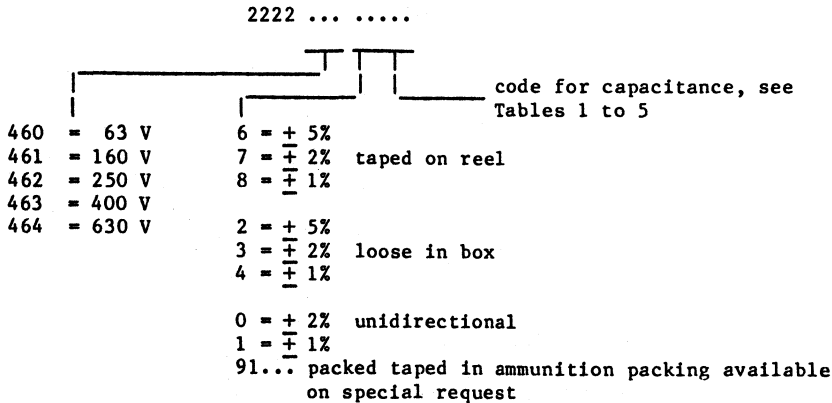 2222 ... .....
code for capacitance, see
Tables 1 to 5
460 = 63 V
461 = 160 V
462 = 250 V
463 = 400 V
464 = 630 V
6 = ± 5%
7 = ± 2% taped on reel
8 = ± 1%
2 = ± 5%
3 = ± 2% loose in box
4 = ± 1%
0 = ± 2% unidirectional
1 = ± 1%
91... packed taped in ammunition packing available
on special request